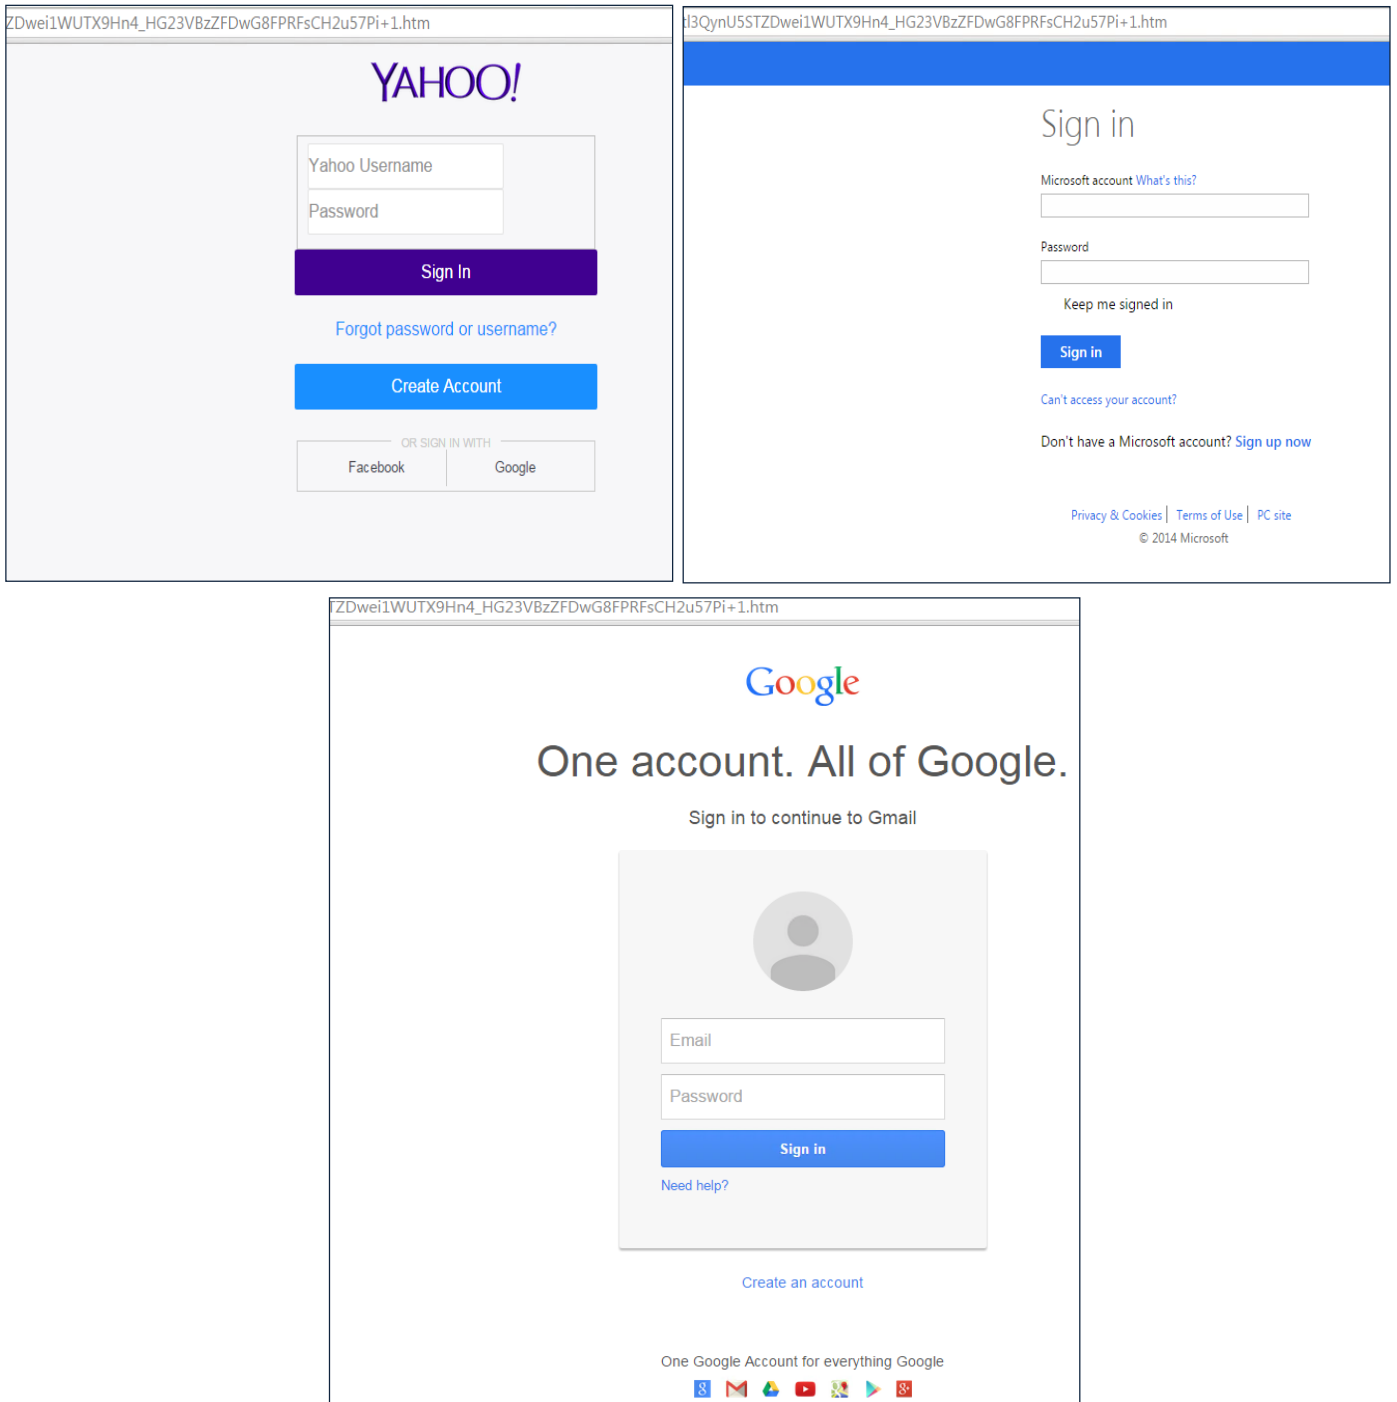 ZDwei1WUTX9Hn4_HG23VBzZFDwG8FPRFsCH2u57Pi+1.htm
YAHOO!
Yahoo Username
Password
Sign In
Forgot password or username?
Create Account
OR SIGN IN WITH
Facebook Google
tl3QynU5STZDwei1WUTX9Hn4_HG23VBzZFDwG8FPRFsCH2u57Pi+1.htm
Sign in
Microsoft account What's this?
Password
Keep me signed in
Sign in
Can't access your account?
Don't have a Microsoft account? Sign up now
Privacy & Cookies | Terms of Use | PC site
© 2014 Microsoft
TZDwei1WUTX9Hn4_HG23VBzZFDwG8FPRFsCH2u57Pi+1.htm
Google
One account. All of Google.
Sign in to continue to Gmail
Email
Password
Sign in
Need help?
Create an account
One Google Account for everything Google